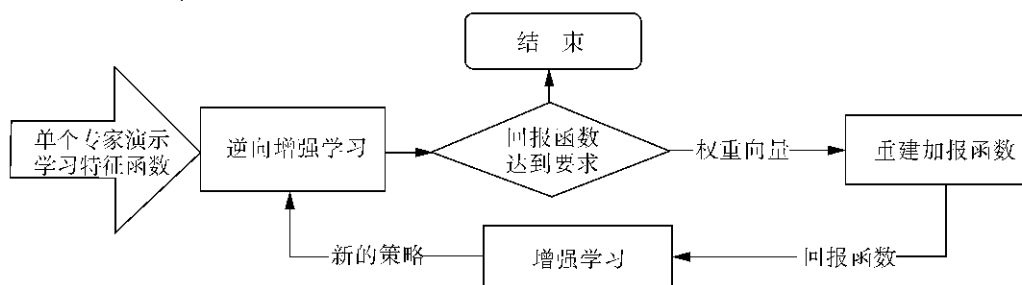 结 束
单个专家演示
学习特征函数
逆向增强学习
回报函数
达到要求
权重向量
重建加报函数
新的策略
增强学习
回报函数